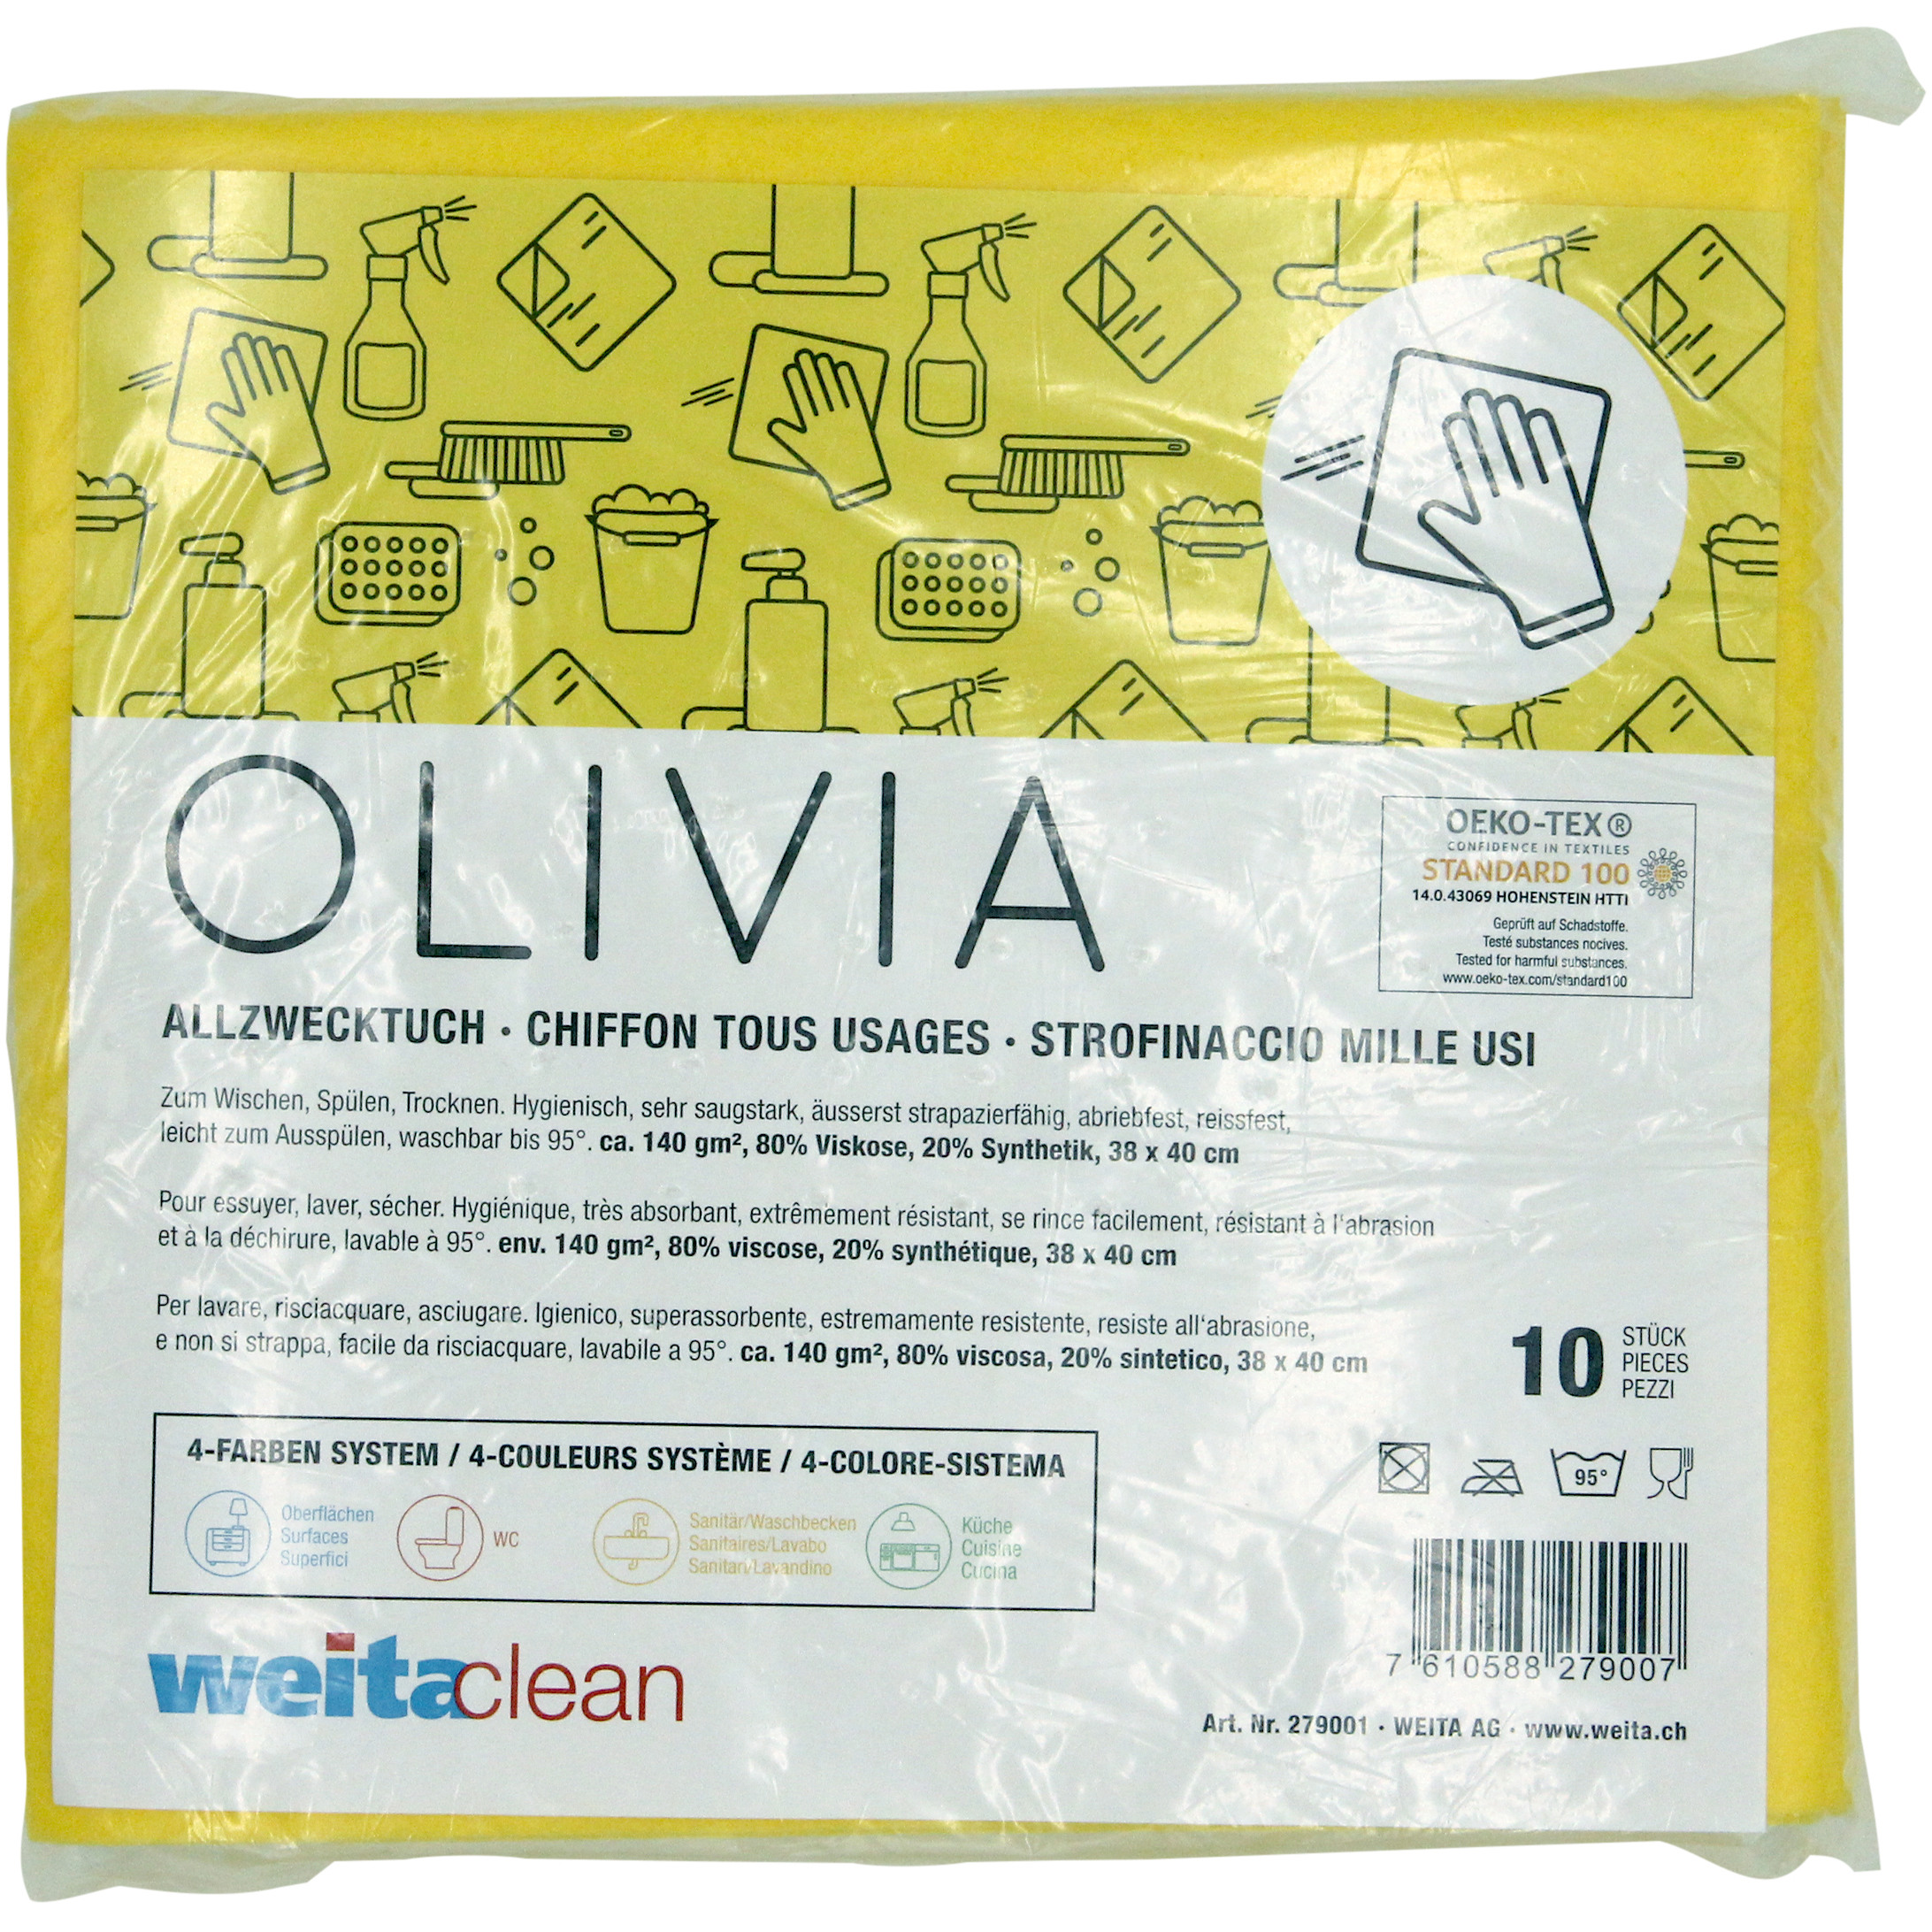 OLIVIA
OEKO-TEX®
CONFIDENCE IN TEXTILES
STANDARD 100
14.0.43069 HOHENSTEIN HTTI
Geprüft auf Schadstoffe.
Testé substances nocives.
Tested for harmful substances.
www.oeko-tex.com/standard100
ALLZWECKTUCH · CHIFFON TOUS USAGES · STROFINACCIO MILLE USI
Zum Wischen, Spülen, Trocknen. Hygienisch, sehr saugstark, äusserst strapazierfähig, abriebfest, reissfest,
leicht zum Ausspülen, waschbar bis 95°. ca. 140 gm², 80% Viskose, 20% Synthetik, 38 x 40 cm
Pour essuyer, laver, sécher. Hygiénique, très absorbant, extrêmement résistant, se rince facilement, résistant à l'abrasion
et à la déchirure, lavable à 95°. env. 140 gm², 80% viscose, 20% synthétique, 38 x 40 cm
Per lavare, risciacquare, asciugare. Igienico, superassorbente, estremamente resistente, resiste all'abrasione,
e non si strappa, facile da risciacquare, lavabile a 95°. ca. 140 gm², 80% viscosa, 20% sintetico, 38 x 40 cm
10
STÜCK
PIECES
PEZZI
4-FARBEN SYSTEM / 4-COULEURS SYSTÈME / 4-COLORE-SISTEMA
Oberflächen
Surfaces
Superfici
WC
Sanitär/Waschbecken
Sanitaires/Lavabo
Sanitari/Lavandino
Küche
Cuisine
Cucina
95°
weitaclean
7 610588 279007
Art. Nr. 279001 · WEITA AG · www.weita.ch